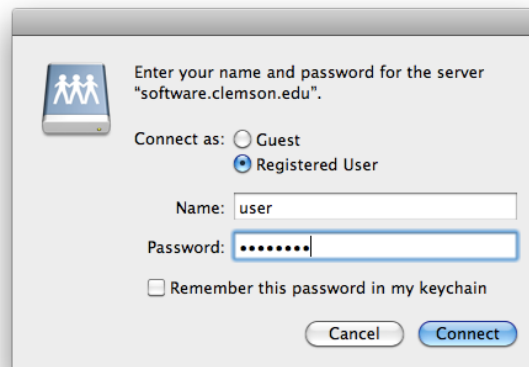 Enter your name and password for the server
“software.clemson.edu”.
Connect as: Guest
Registered User
Name: user
Password: ••••••••
Remember this password in my keychain
Cancel Connect